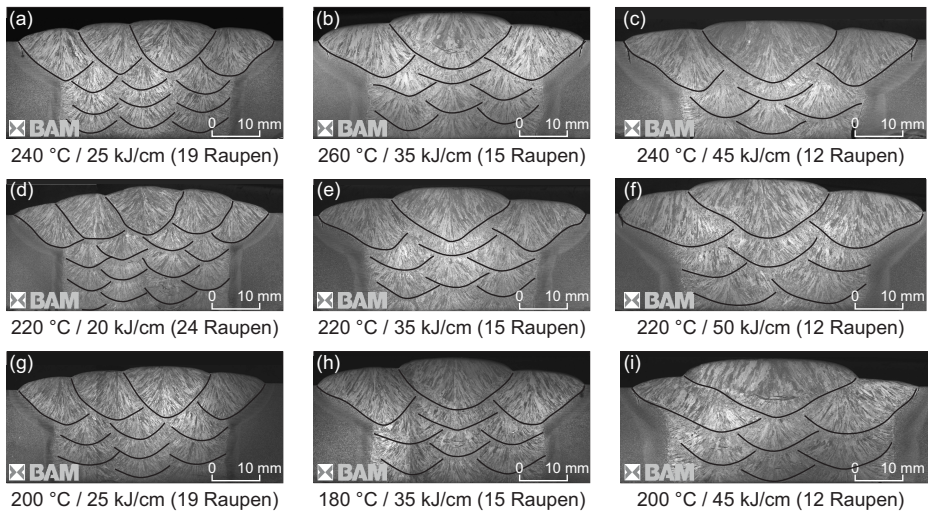 (a)
BAM
0 10 mm
240 °C / 25 kJ/cm (19 Raupen)
(b)
BAM
0 10 mm
260 °C / 35 kJ/cm (15 Raupen)
(c)
BAM
0 10 mm
240 °C / 45 kJ/cm (12 Raupen)
(d)
BAM
0 10 mm
220 °C / 20 kJ/cm (24 Raupen)
(e)
BAM
0 10 mm
220 °C / 35 kJ/cm (15 Raupen)
(f)
BAM
0 10 mm
220 °C / 50 kJ/cm (12 Raupen)
(g)
BAM
0 10 mm
200 °C / 25 kJ/cm (19 Raupen)
(h)
BAM
0 10 mm
180 °C / 35 kJ/cm (15 Raupen)
(i)
BAM
0 10 mm
200 °C / 45 kJ/cm (12 Raupen)